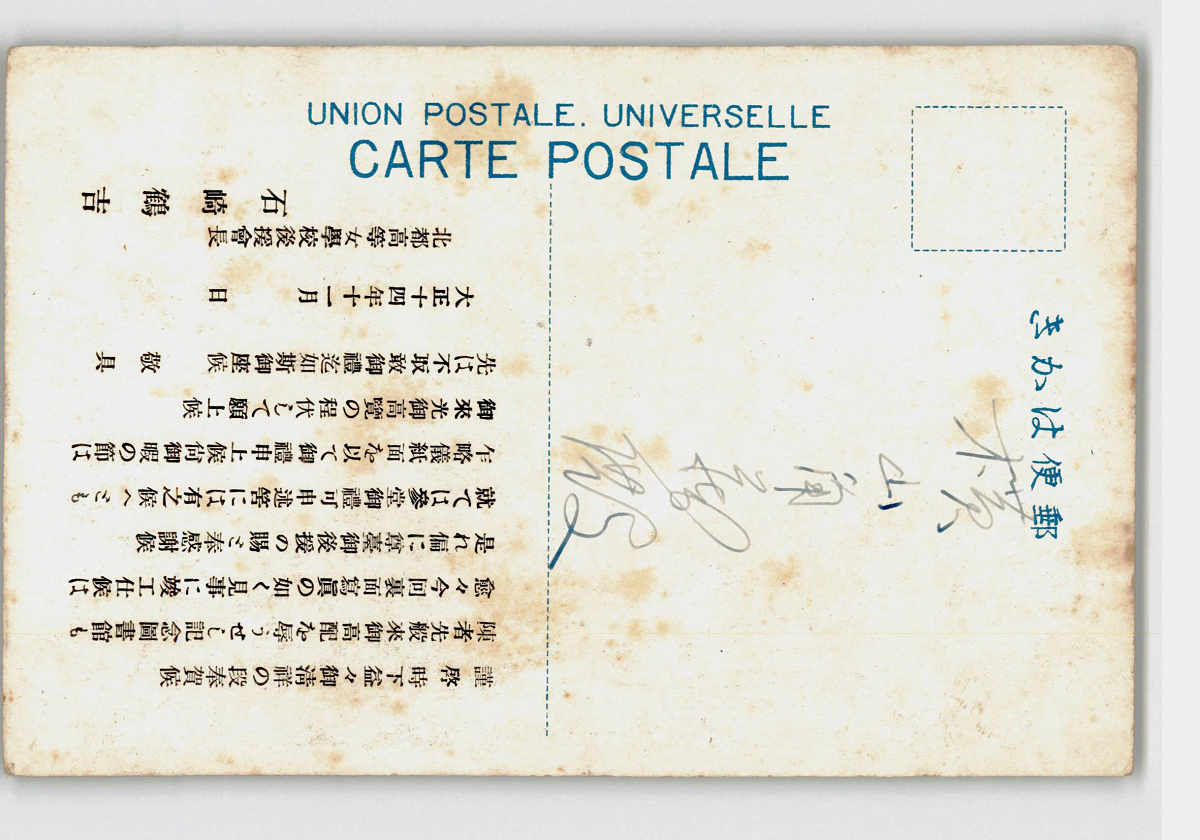 UNION POSTALE. UNIVERSELLE
CARTE POSTALE
きかは便郵
謹啓時下益々御清祥の段奉賀候
陳者先般來御高配を辱うせし記念圖書館も
愈々今回裏面寫眞の如く見事に竣工仕候は
是れ偏に尊臺御後援の賜と奉感謝候
就ては參堂御禮可申述筈には有之候へども
乍略儀紙面を以て御禮申上候尚御暇の節は
御來光御高覽の程伏して願上候
先は不取敢御禮迄如斯御座候 敬具
大正十四年十一月 日
北都高等女學校後援會長
石崎鶴吉